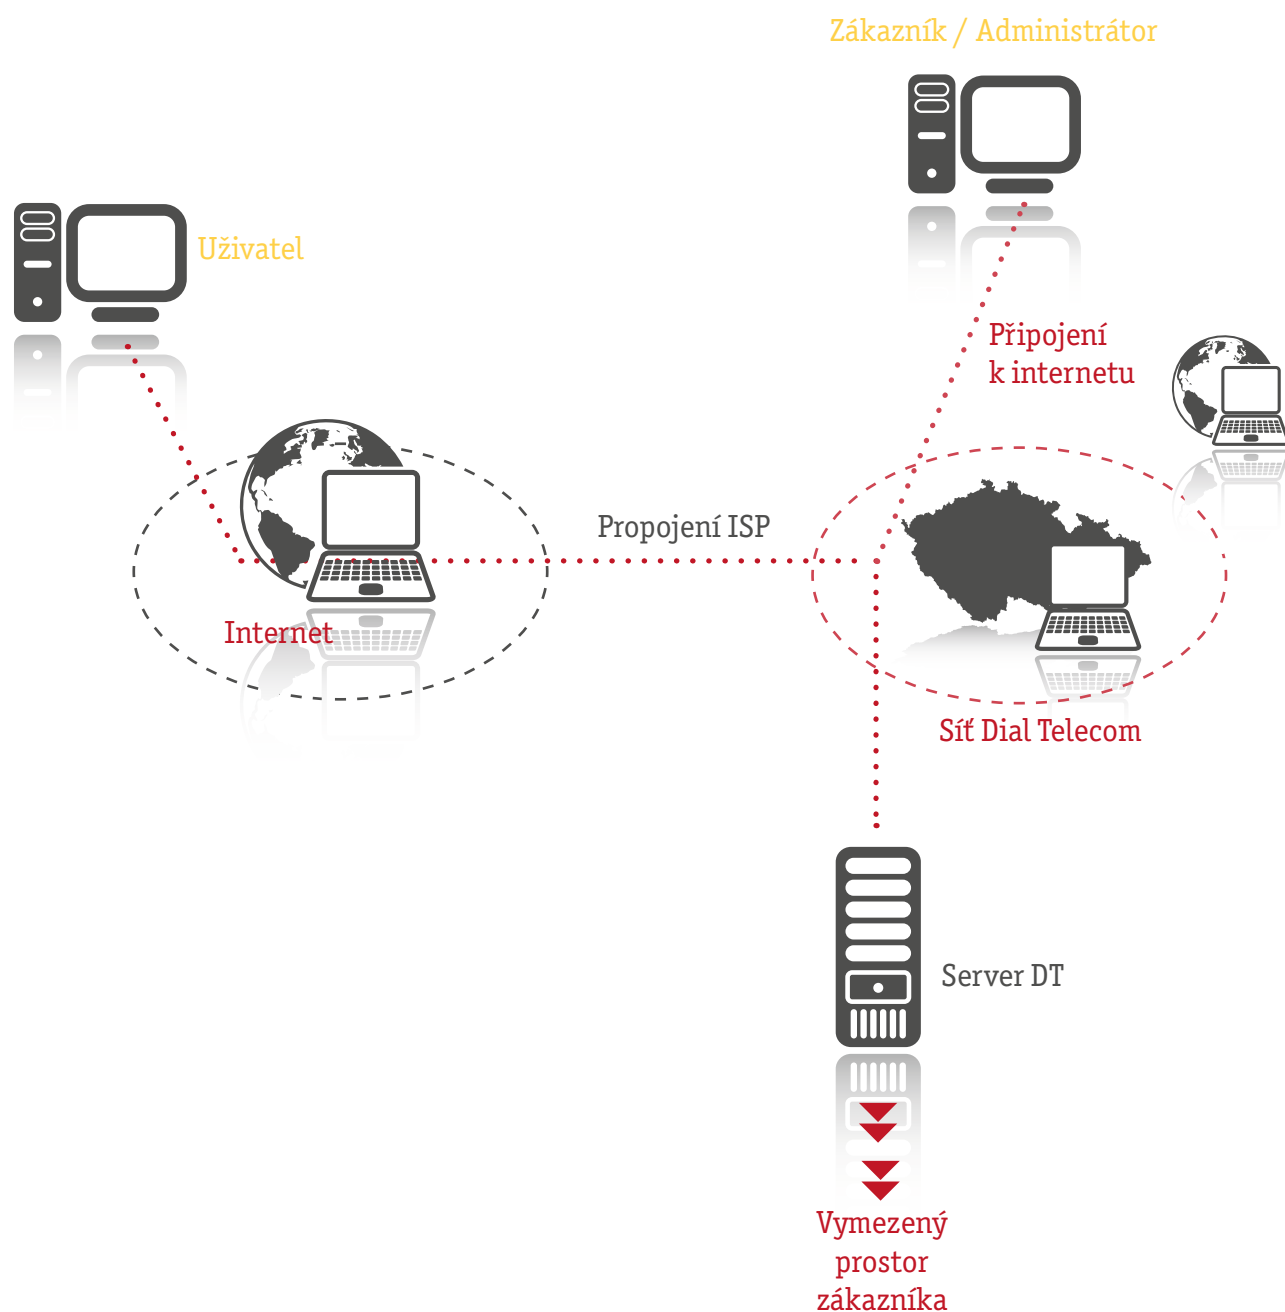 Zákazník / Administrátor
Uživatel
Připojení
k internetu
Propojení ISP
Internet
Síť Dial Telecom
Server DT
Vymezený
prostor
zákazníka